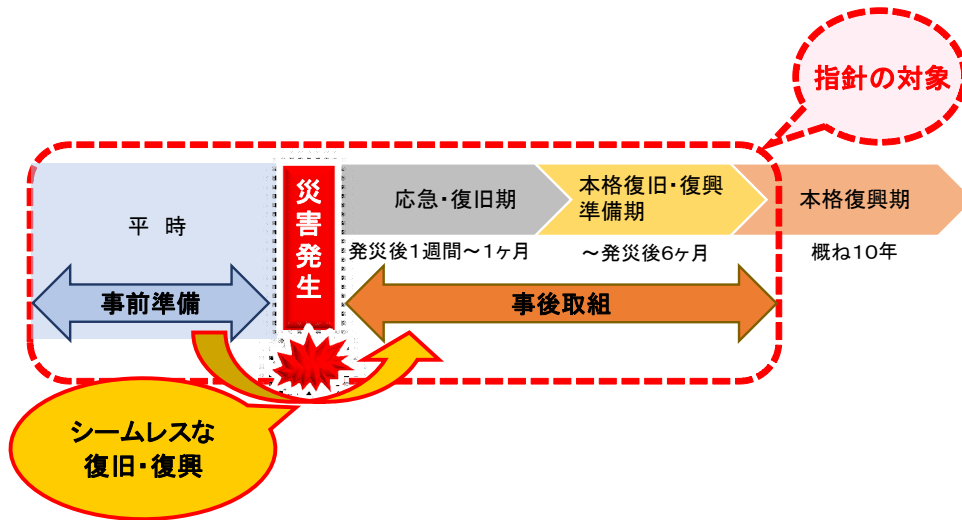 指針の対象
平 時
災害発生
応急・復旧期
本格復旧・復興
準備期
本格復興期
発災後1週間～1ヶ月
～発災後6ヶ月
概ね10年
事前準備
事後取組
シームレスな
復旧・復興